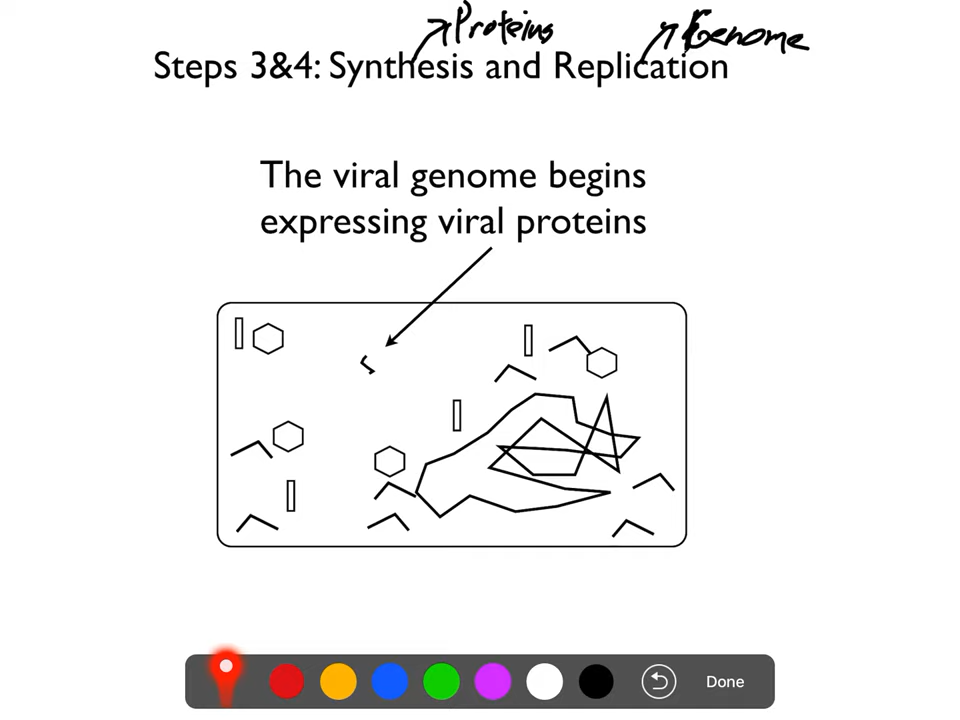 Proteins Genome
Steps 3&4: Synthesis and Replication
The viral genome begins
expressing viral proteins
Done